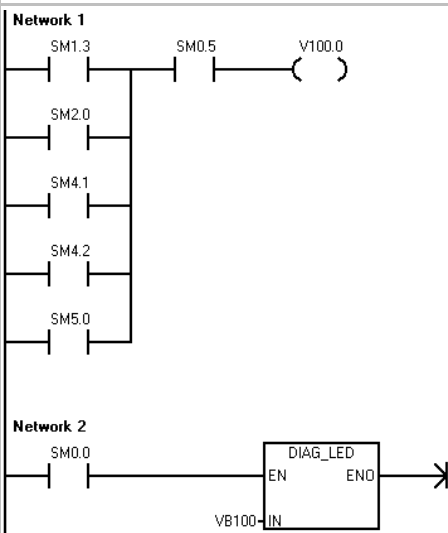 Network 1
SM1.3 SM0.5 V100.0
SM2.0
SM4.1
SM4.2
SM5.0
Network 2
SM0.0 DIAG_LED
EN ENO
VB100 IN